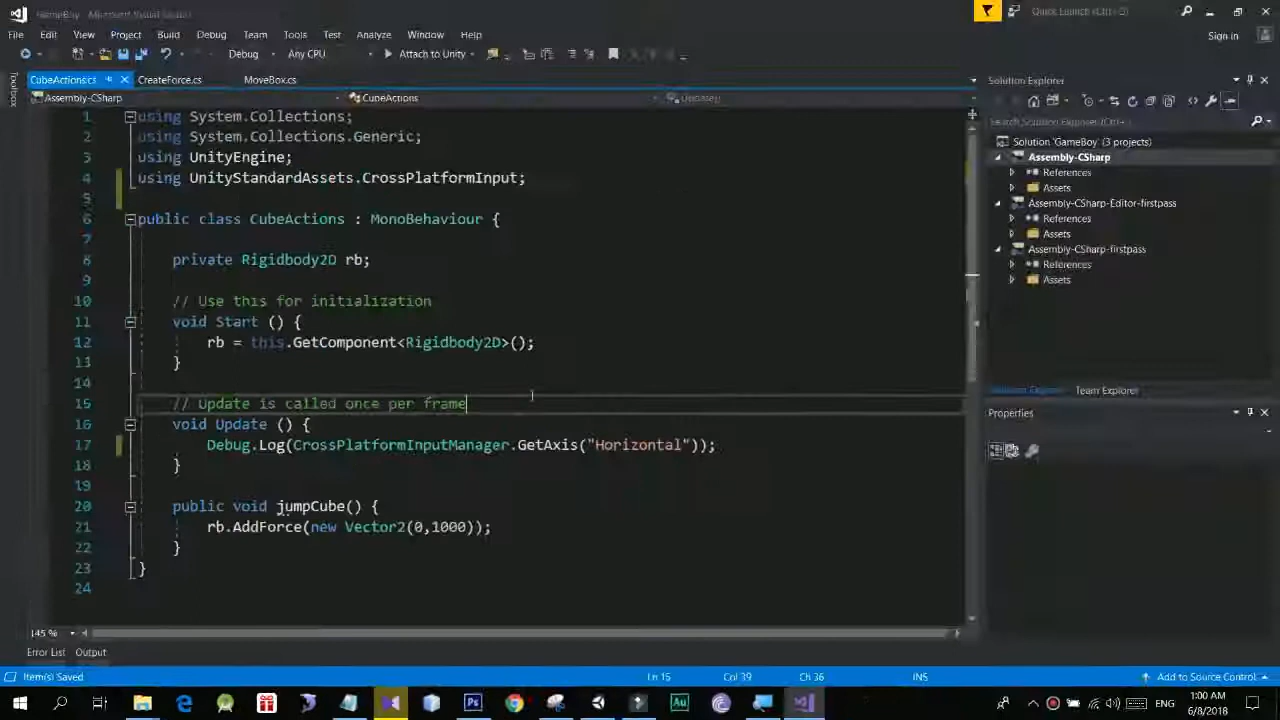 GameBoy - Microsoft Visual Studio
Quick Launch (Ctrl+Q)
File Edit View Project Build Debug Team Tools Test Analyze Window Help
Sign in
Debug Any CPU Attach to Unity
Toolbox
CubeActions.cs CreateForce.cs MoveBox.cs
Assembly-CSharp CubeActions Update()
1 using System.Collections;
2 using System.Collections.Generic;
3 using UnityEngine;
4 using UnityStandardAssets.CrossPlatformInput;
5
6 public class CubeActions : MonoBehaviour {
7
8 private Rigidbody2D rb;
9
10 // Use this for initialization
11 void Start () {
12 rb = this.GetComponent<Rigidbody2D>();
13 }
14
15 // Update is called once per frame
16 void Update () {
17 Debug.Log(CrossPlatformInputManager.GetAxis("Horizontal"));
18 }
19
20 public void jumpCube() {
21 rb.AddForce(new Vector2(0,1000));
22 }
23 }
24
145 %
Error List Output
Solution Explorer
Search Solution Explorer (Ctrl+
Solution 'GameBoy' (3 projects)
Assembly-CSharp
References
Assets
Assembly-CSharp-Editor-firstpass
References
Assets
Assembly-CSharp-firstpass
References
Assets
Solution Explorer Team Explorer
Properties
Item(s) Saved Ln 15 Col 39 Ch 36 INS Add to Source Control
Ps Au ENG
1:00 AM
6/8/2018